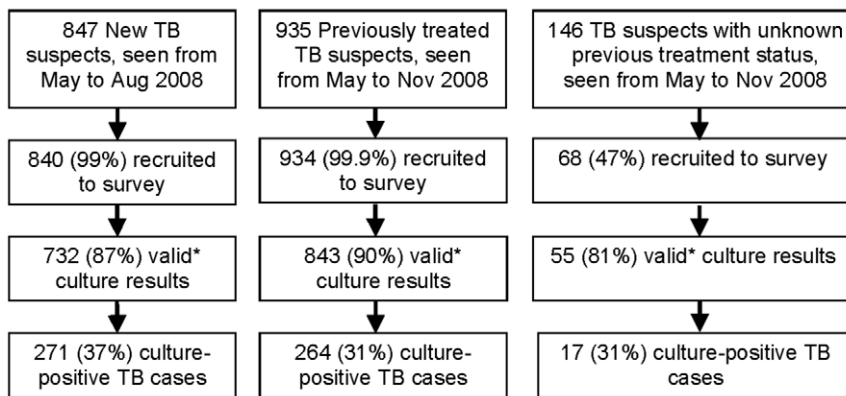 847 New TB
suspects, seen from
May to Aug 2008
935 Previously treated
TB suspects, seen
from May to Nov 2008
146 TB suspects with unknown
previous treatment status,
seen from May to Nov 2008
840 (99%) recruited
to survey
934 (99.9%) recruited
to survey
68 (47%) recruited to survey
732 (87%) valid*
culture results
843 (90%) valid*
culture results
55 (81%) valid* culture results
271 (37%) culture-
positive TB cases
264 (31%) culture-
positive TB cases
17 (31%) culture-positive TB
cases